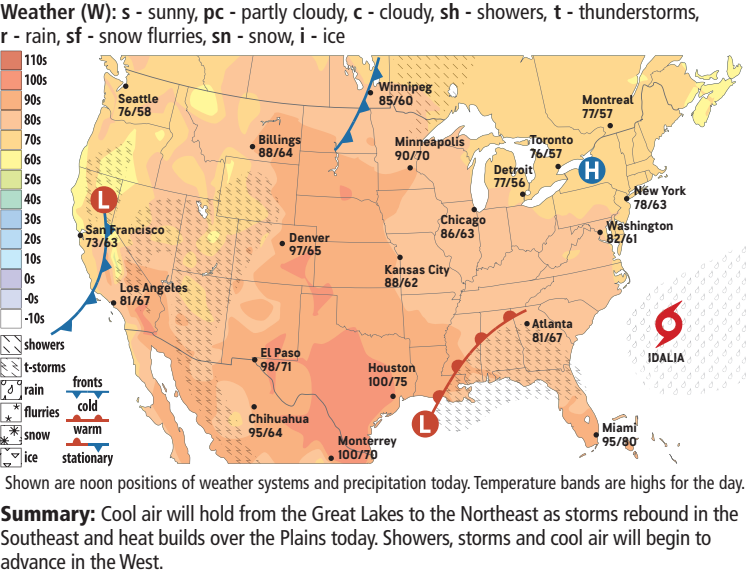 Weather (W): s - sunny, pc - partly cloudy, c - cloudy, sh - showers, t - thunderstorms,
r - rain, sf - snow flurries, sn - snow, i - ice
110s
100s
90s
80s
70s
60s
50s
40s
30s
20s
10s
0s
-0s
-10s
showers
t-storms
rain
flurries
snow
ice
fronts
cold
warm
stationary
Seattle
76/58
Billings
88/64
Winnipeg
85/60
Minneapolis
90/70
Montreal
77/57
Toronto
76/57
Detroit
77/56
H
New York
78/63
Washington
82/61
Chicago
86/63
L
San Francisco
73/63
Denver
97/65
Kansas City
88/62
Los Angeles
81/67
Atlanta
81/67
IDALIA
El Paso
98/71
Houston
100/75
Chihuahua
95/64
L
Monterrey
100/70
Miami
95/80
Shown are noon positions of weather systems and precipitation today. Temperature bands are highs for the day.
Summary: Cool air will hold from the Great Lakes to the Northeast as storms rebound in the
Southeast and heat builds over the Plains today. Showers, storms and cool air will begin to
advance in the West.